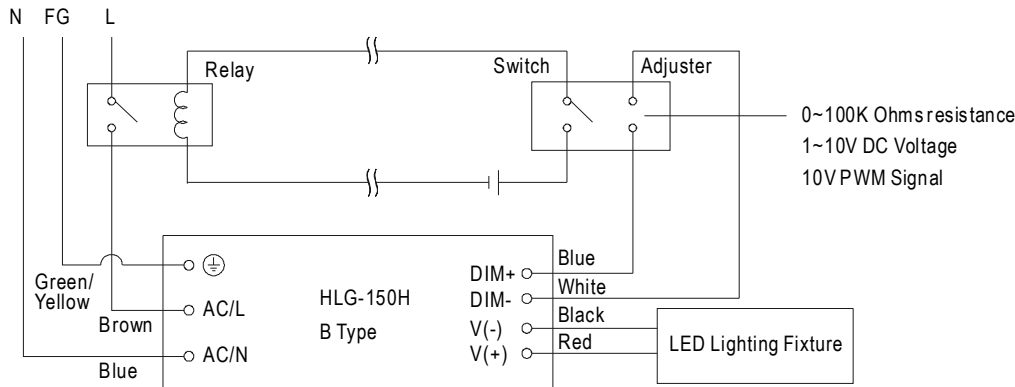 N FG L
Relay
Switch
Adjuster
0~100K Ohms resistance
1~10V DC Voltage
10V PWM Signal
Green/
Yellow
Brown
Blue
AC/L
AC/N
HLG-150H
B Type
DIM+
DIM-
V(-)
V(+)
Blue
White
Black
Red
LED Lighting Fixture